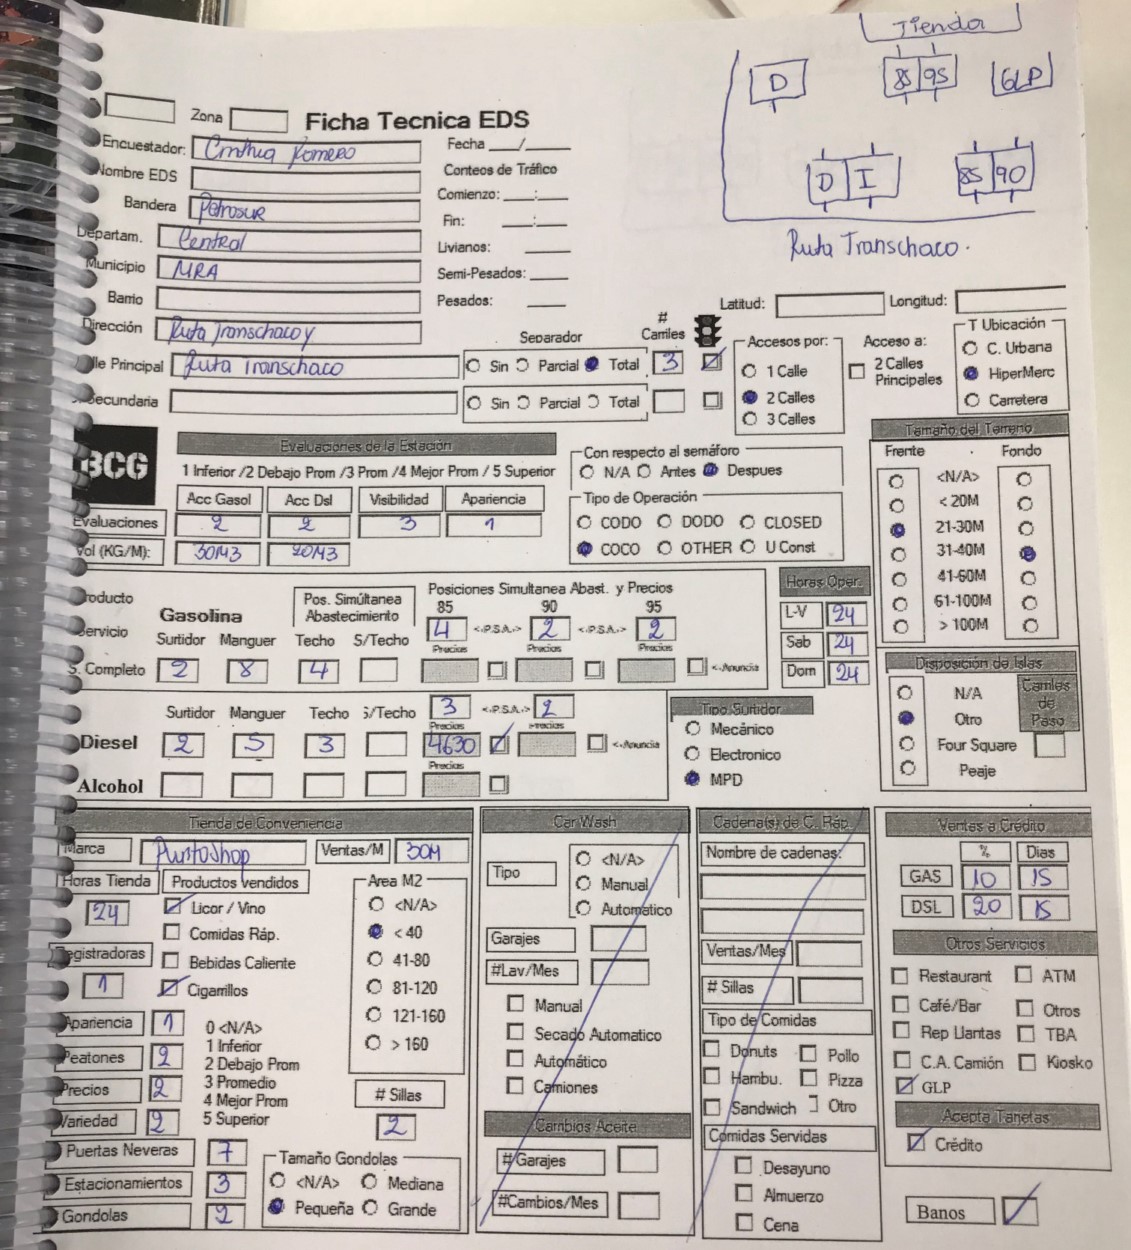 Tienda
D 85 95 GLP
D I 85 90
Ruta Transchaco.
Zona
Ficha Tecnica EDS
Encuestador: Cinthia Romero
Fecha ___/___
Nombre EDS
Conteos de Tráfico
Bandera Petrosur
Comienzo: __:__
Departam. Central
Fin: __:__
Municipio MRA
Livianos: ____
Barrio
Semi-Pesados: ____
Dirección Ruta Transchaco y
Pesados: ____
Latitud: Longitud:
Separador # Carriles
lle Principal Ruta Transchaco Sin Parcial Total 3
Secundaria Sin Parcial Total
Accesos por:
1 Calle
2 Calles
3 Calles
Acceso a:
2 Calles
Principales
T Ubicación
C. Urbana
HiperMerc
Carretera
BCG
Evaluaciones de la Estación
1 Inferior /2 Debajo Prom /3 Prom /4 Mejor Prom / 5 Superior
Acc Gasol Acc Dsl Visibilidad Apariencia
Evaluaciones 2 2 3 1
Vol (KG/M): 30M3 20M3
Con respecto al semáforo
N/A Antes Despues
Tipo de Operación
CODO DODO CLOSED
COCO OTHER U Const
Tamaño del Terreno
Frente Fondo
<N/A>
< 20M
21-30M
31-40M
41-60M
61-100M
> 100M
roducto
ervicio
Gasolina
Pos. Simúltanea
Abastecimiento
Posiciones Simultanea Abast. y Precios
85 90 95
4 <.P.S.A.> 2 <.P.S.A.> 2
Precios Precios Precios
Surtidor Manguer Techo S/Techo
S. Completo 2 8 4 <-Anuncia
Horas Oper.
L-V 24
Sab 24
Dom 24
Disposición de Islas
N/A
Otro
Four Square
Peaje
Carriles
de
Paso
Surtidor Manguer Techo S/Techo 3 <.P.S.A.> 2
Precios Precios
Diesel 2 5 3 4630 <-Anuncia
Precios
Alcohol
Tipo Surtidor
Mecánico
Electronico
MPD
Tienda de Conveniencia
Marca PuntoShop Ventas/M 30M
Horas Tienda 24
Productos vendidos
Licor / Vino
Comidas Ráp.
Bebidas Caliente
Cigarrillos
Registradoras
1
Area M2
<N/A>
< 40
41-80
81-120
121-160
> 160
Apariencia 1
Peatones 2
Precios 2
Variedad 2
0 <N/A>
1 Inferior
2 Debajo Prom
3 Promedio
4 Mejor Prom
5 Superior
# Sillas
2
Puertas Neveras 7
Estacionamientos 3
Gondolas 2
Tamaño Gondolas
<N/A> Mediana
Pequeña Grande
Car Wash
Tipo
<N/A>
Manual
Automatico
Garajes
#Lav/Mes
Manual
Secado Automatico
Automático
Camiones
Cambios Aceite
# Garajes
#Cambios/Mes
Cadena(s) de C. Ráp.
Nombre de cadenas:
Ventas/Mes
# Sillas
Tipo de Comidas
Donuts Pollo
Hambu. Pizza
Sandwich Otro
Comidas Servidas
Desayuno
Almuerzo
Cena
Ventas a Crédito
% Dias
GAS 10 15
DSL 20 15
Otros Servicios
Restaurant ATM
Café/Bar Otros
Rep Llantas TBA
C.A. Camión Kiosko
GLP
Acepta Tarjetas
Crédito
Banos